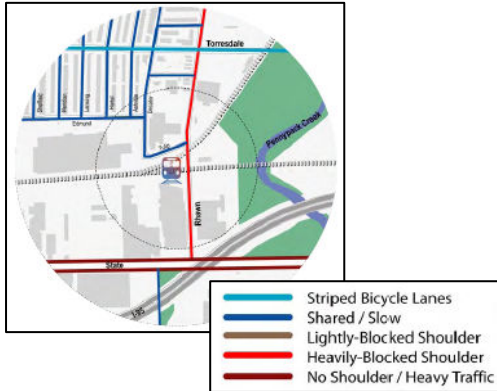 Torresdale
Edmund
Pennypack Creek
Rhawn
State
I-95
Striped Bicycle Lanes
Shared / Slow
Lightly-Blocked Shoulder
Heavily-Blocked Shoulder
No Shoulder / Heavy Traffic